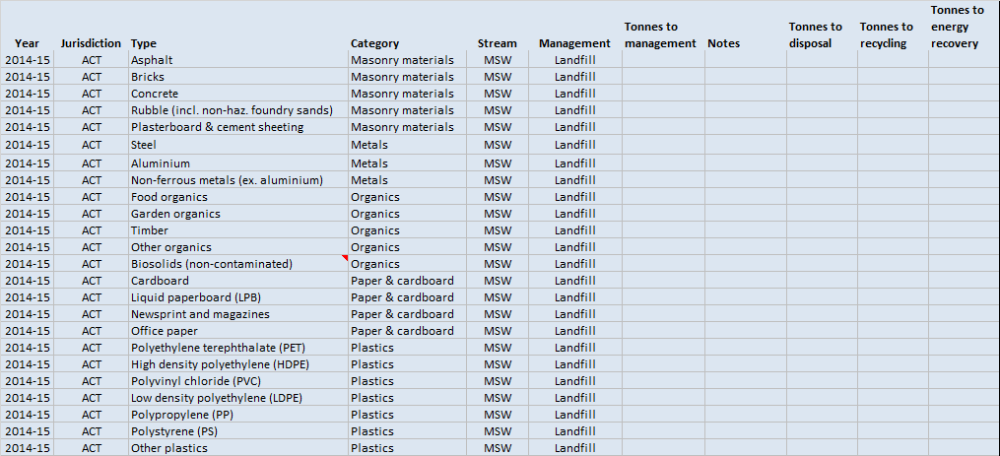 Year Jurisdiction Type Category Stream Management Tonnes to management Notes Tonnes to disposal Tonnes to recycling Tonnes to energy recovery
2014-15 ACT Asphalt Masonry materials MSW Landfill
2014-15 ACT Bricks Masonry materials MSW Landfill
2014-15 ACT Concrete Masonry materials MSW Landfill
2014-15 ACT Rubble (incl. non-haz. foundry sands) Masonry materials MSW Landfill
2014-15 ACT Plasterboard & cement sheeting Masonry materials MSW Landfill
2014-15 ACT Steel Metals MSW Landfill
2014-15 ACT Aluminium Metals MSW Landfill
2014-15 ACT Non-ferrous metals (ex. aluminium) Metals MSW Landfill
2014-15 ACT Food organics Organics MSW Landfill
2014-15 ACT Garden organics Organics MSW Landfill
2014-15 ACT Timber Organics MSW Landfill
2014-15 ACT Other organics Organics MSW Landfill
2014-15 ACT Biosolids (non-contaminated) Organics MSW Landfill
2014-15 ACT Cardboard Paper & cardboard MSW Landfill
2014-15 ACT Liquid paperboard (LPB) Paper & cardboard MSW Landfill
2014-15 ACT Newsprint and magazines Paper & cardboard MSW Landfill
2014-15 ACT Office paper Paper & cardboard MSW Landfill
2014-15 ACT Polyethylene terephthalate (PET) Plastics MSW Landfill
2014-15 ACT High density polyethylene (HDPE) Plastics MSW Landfill
2014-15 ACT Polyvinyl chloride (PVC) Plastics MSW Landfill
2014-15 ACT Low density polyethylene (LDPE) Plastics MSW Landfill
2014-15 ACT Polypropylene (PP) Plastics MSW Landfill
2014-15 ACT Polystyrene (PS) Plastics MSW Landfill
2014-15 ACT Other plastics Plastics MSW Landfill